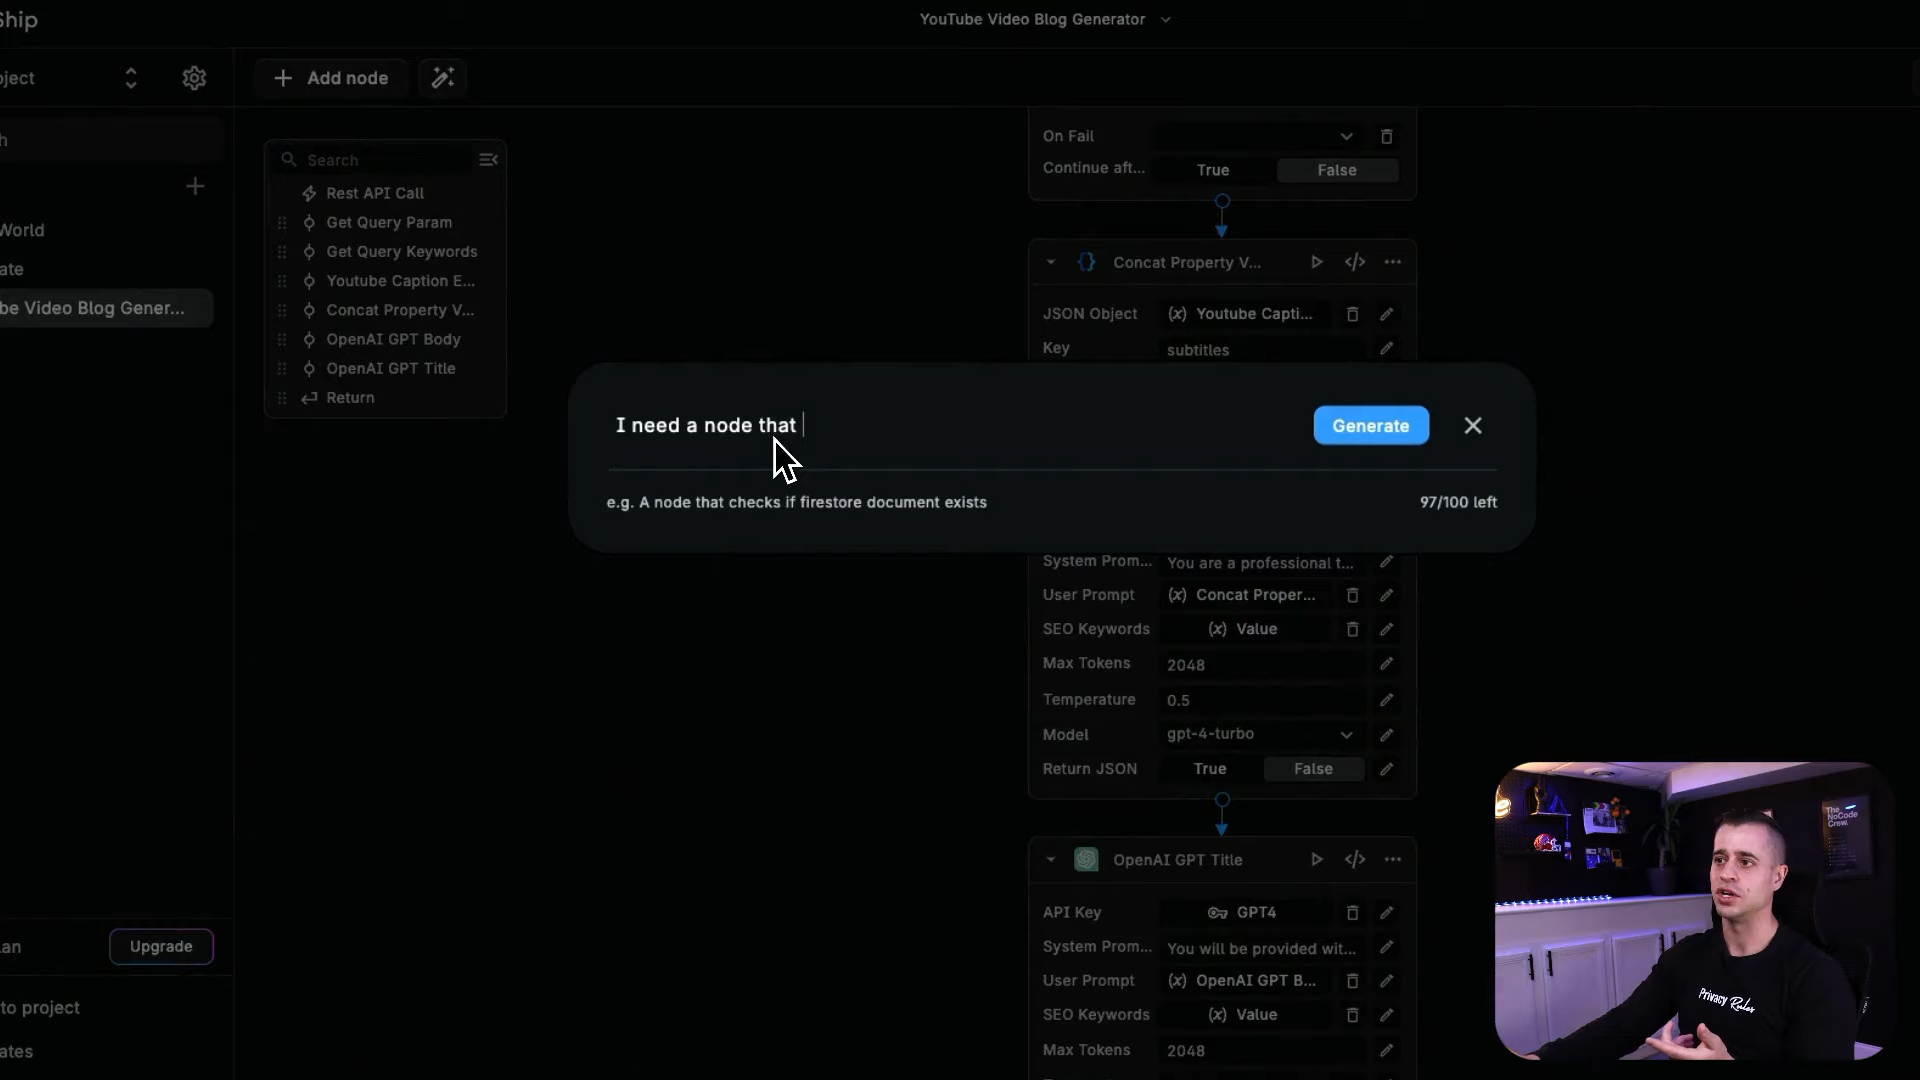 Ship
YouTube Video Blog Generator
oject
Add node
h
Search
Rest API Call
Get Query Param
World
Get Query Keywords
ate
Youtube Caption E...
be Video Blog Gener...
Concat Property V...
OpenAI GPT Body
OpenAI GPT Title
Return
On Fail
Continue aft... True False
Concat Property V...
JSON Object (x) Youtube Capti...
Key subtitles
I need a node that
Generate
e.g. A node that checks if firestore document exists
97/100 left
System Prom... You are a professional t...
User Prompt (x) Concat Proper...
SEO Keywords (x) Value
Max Tokens 2048
Temperature 0.5
Model gpt-4-turbo
Return JSON True False
OpenAI GPT Title
API Key GPT4
System Prom... You will be provided wit...
User Prompt (x) OpenAI GPT B...
SEO Keywords (x) Value
Max Tokens 2048
lan
Upgrade
to project
ates
The
NoCode
Crew.
Privacy Rules